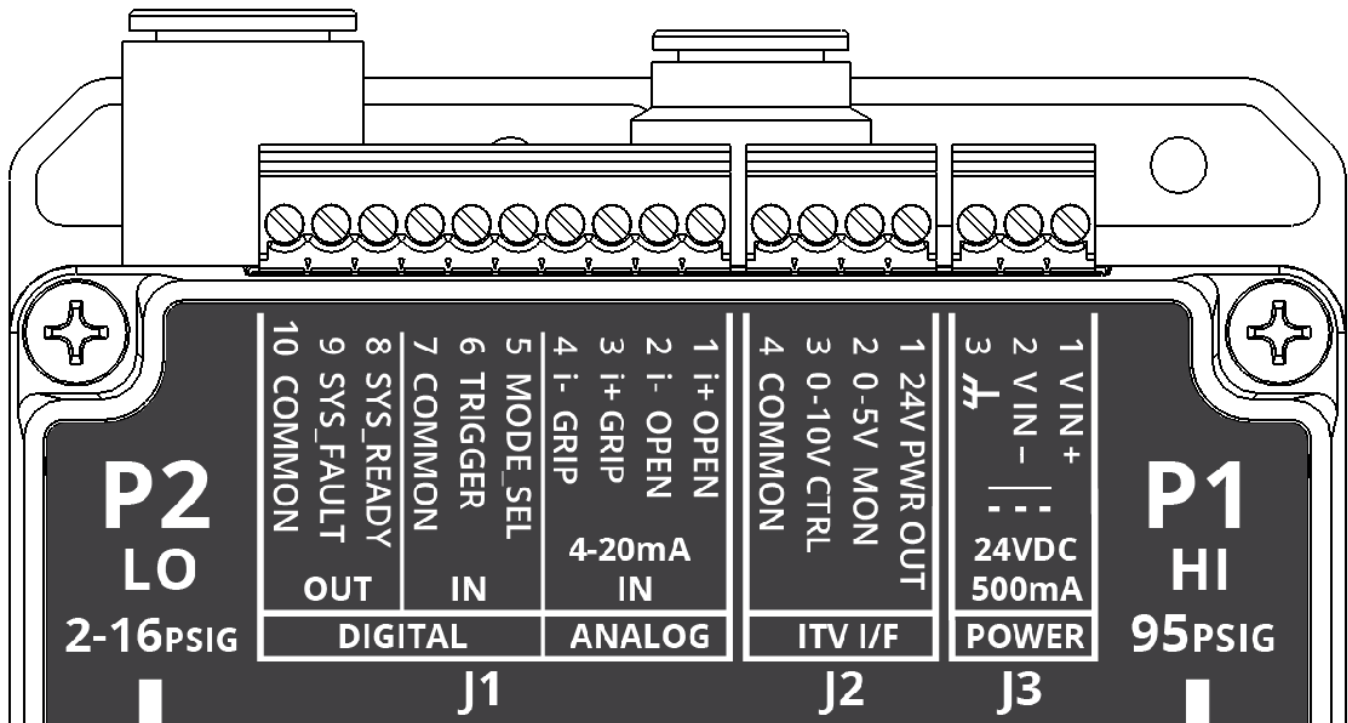 10 COMMON
9 SYS_FAULT
8 SYS_READY
7 COMMON
6 TRIGGER
5 MODE_SEL
4 i- GRIP
3 i+ GRIP
2 i- OPEN
1 i+ OPEN
4 COMMON
3 0-10V CTRL
2 0-5V MON
1 24V PWR OUT
3
2 V IN -
1 V IN +
P2
LO
2-16PSIG
OUT
IN
4-20mA
IN
24VDC
500mA
DIGITAL
ANALOG
ITV I/F
POWER
J1
J2
J3
P1
HI
95PSIG